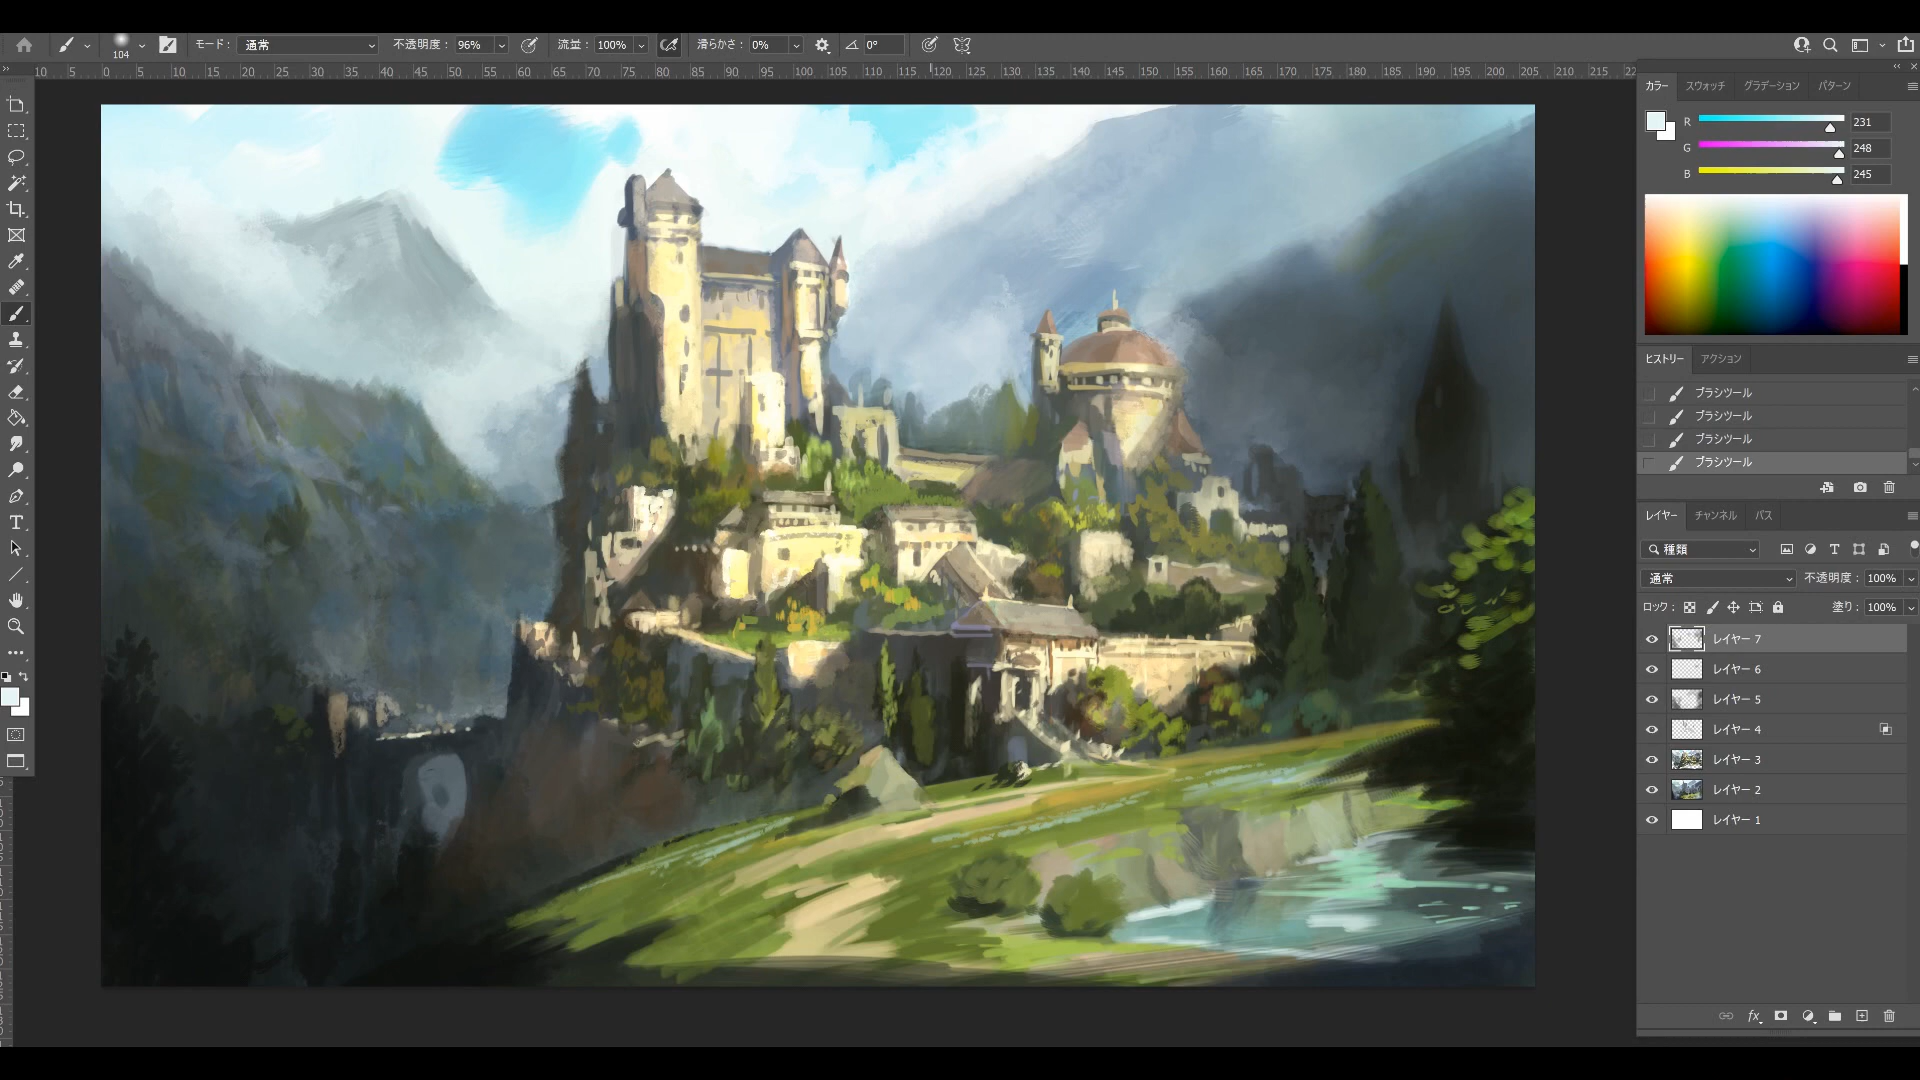 104 モード： 通常 不透明度： 96% 流量： 100% 滑らかさ： 0% 0°
10 5 0 5 10 15 20 25 30 35 40 45 50 55 60 65 70 75 80 85 90 95 100 105 110 115 120 125 130 135 140 145 150 155 160 165 170 175 180 185 190 195 200 205 210 215 22
カラー スウォッチ グラデーション パターン
R 231
G 248
B 245
ヒストリー アクション
ブラシツール
ブラシツール
ブラシツール
ブラシツール
レイヤー チャンネル パス
種類
通常 不透明度： 100%
ロック： 塗り： 100%
レイヤー 7
レイヤー 6
レイヤー 5
レイヤー 4
レイヤー 3
レイヤー 2
レイヤー 1
fx